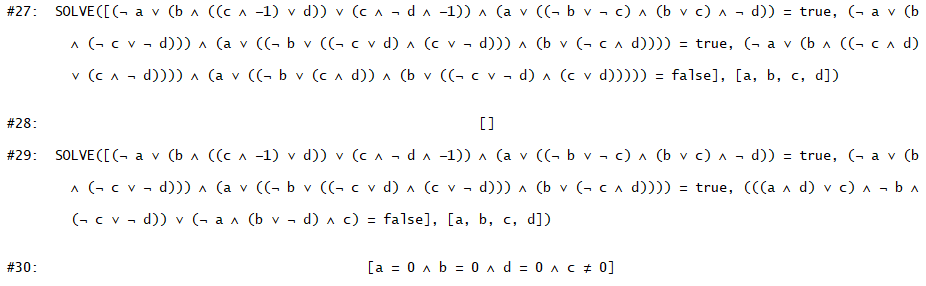 #27: SOLVE([(¬ a ∨ (b ∧ ((c ∧ −1) ∨ d)) ∨ (c ∧ ¬ d ∧ −1)) ∧ (a ∨ ((¬ b ∨ ¬ c) ∧ (b ∨ c) ∧ ¬ d)) = true, (¬ a ∨ (b
∧ (¬ c ∨ ¬ d))) ∧ (a ∨ ((¬ b ∨ ((¬ c ∨ d) ∧ (c ∨ ¬ d))) ∧ (b ∨ (¬ c ∧ d)))) = true, (¬ a ∨ (b ∧ ((¬ c ∧ d)
∨ (c ∧ ¬ d)))) ∧ (a ∨ ((¬ b ∨ (c ∧ d)) ∧ (b ∨ ((¬ c ∨ ¬ d) ∧ (c ∨ d))))) = false], [a, b, c, d])
#28: []
#29: SOLVE([(¬ a ∨ (b ∧ ((c ∧ −1) ∨ d)) ∨ (c ∧ ¬ d ∧ −1)) ∧ (a ∨ ((¬ b ∨ ¬ c) ∧ (b ∨ c) ∧ ¬ d)) = true, (¬ a ∨ (b
∧ (¬ c ∨ ¬ d))) ∧ (a ∨ ((¬ b ∨ ((¬ c ∨ d) ∧ (c ∨ ¬ d))) ∧ (b ∨ (¬ c ∧ d)))) = true, (((a ∧ d) ∨ c) ∧ ¬ b ∧
(¬ c ∨ ¬ d)) ∨ (¬ a ∧ (b ∨ ¬ d) ∧ c) = false], [a, b, c, d])
#30: [a = 0 ∧ b = 0 ∧ d = 0 ∧ c ≠ 0]